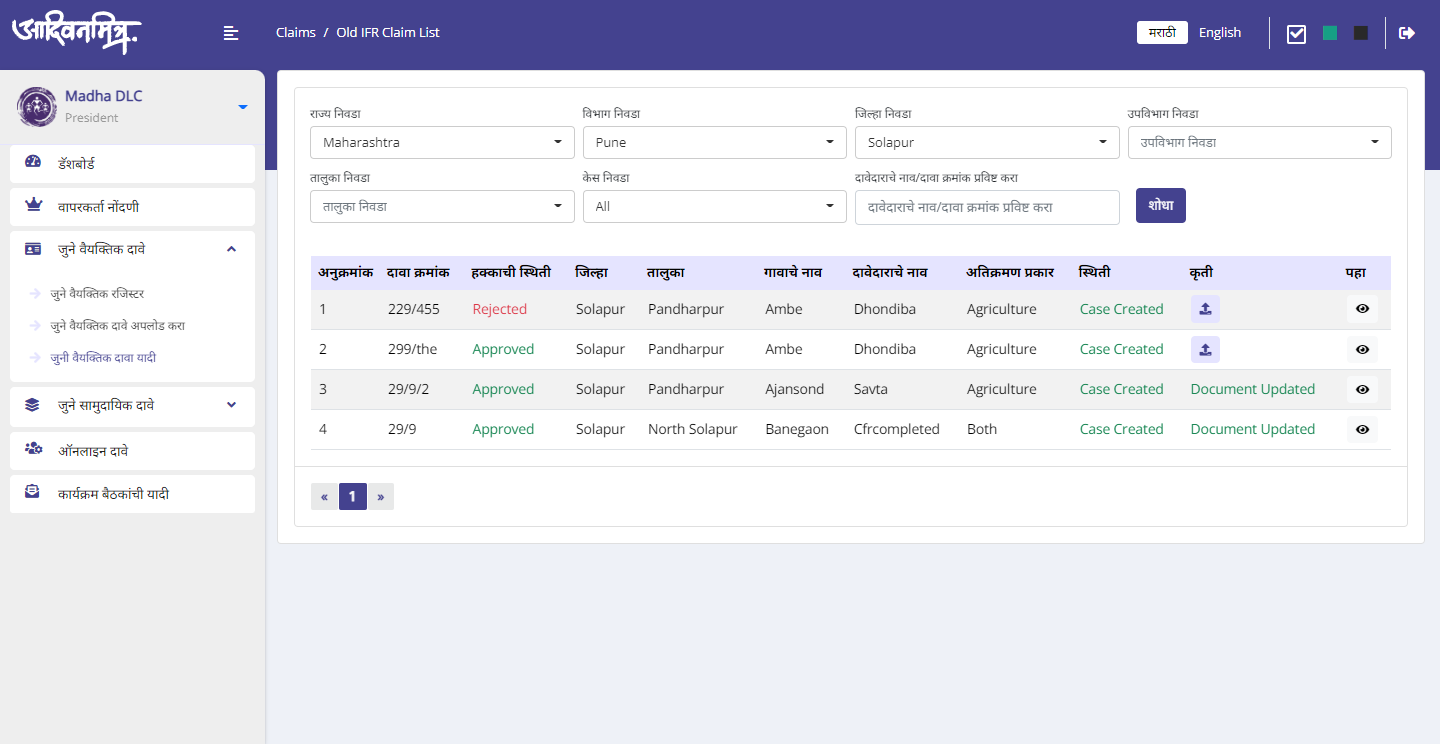 आदिवनमित्र
Claims / Old IFR Claim List
मराठी English
Madha DLC
President
डॅशबोर्ड
वापरकर्ता नोंदणी
जुने वैयक्तिक दावे
जुने वैयक्तिक रजिस्टर
जुने वैयक्तिक दावे अपलोड करा
जुनी वैयक्तिक दावा यादी
जुने सामुदायिक दावे
ऑनलाइन दावे
कार्यक्रम बैठकांची यादी
राज्य निवडा विभाग निवडा जिल्हा निवडा उपविभाग निवडा
Maharashtra Pune Solapur उपविभाग निवडा
तालुका निवडा केस निवडा दावेदाराचे नाव/दावा क्रमांक प्रविष्ट करा
तालुका निवडा All दावेदाराचे नाव/दावा क्रमांक प्रविष्ट करा शोधा
अनुक्रमांक दावा क्रमांक हक्काची स्थिती जिल्हा तालुका गावाचे नाव दावेदाराचे नाव अतिक्रमण प्रकार स्थिती कृती पहा
1 229/455 Rejected Solapur Pandharpur Ambe Dhondiba Agriculture Case Created
2 299/the Approved Solapur Pandharpur Ambe Dhondiba Agriculture Case Created
3 29/9/2 Approved Solapur Pandharpur Ajansond Savta Agriculture Case Created Document Updated
4 29/9 Approved Solapur North Solapur Banegaon Cfrcompleted Both Case Created Document Updated
« 1 »